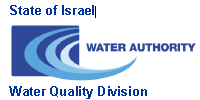 State of Israel
WATER AUTHORITY
Water Quality Division